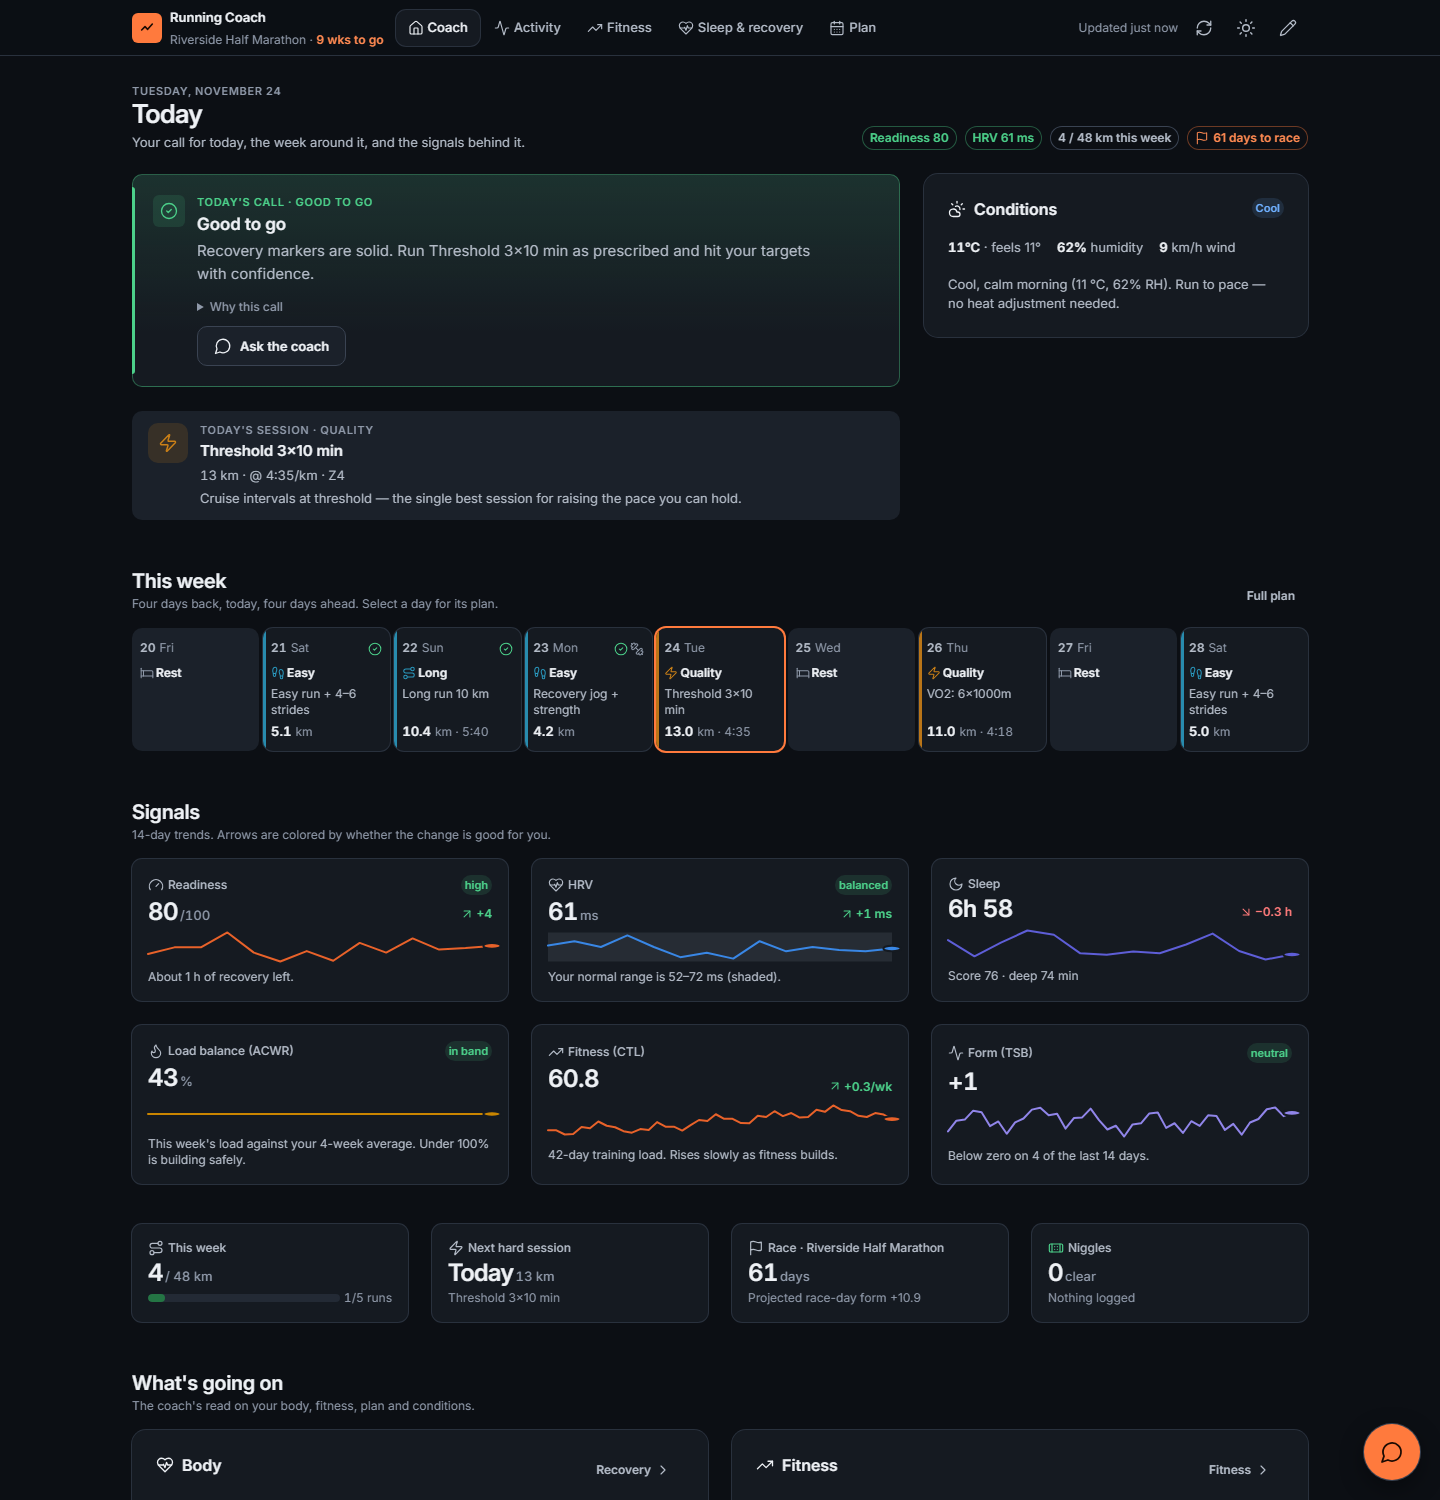 Running Coach
Riverside Half Marathon · 9 wks to go
Coach
Activity
Fitness
Sleep & recovery
Plan
Updated just now
TUESDAY, NOVEMBER 24
Today
Your call for today, the week around it, and the signals behind it.
Readiness 80
HRV 61 ms
4 / 48 km this week
61 days to race
TODAY'S CALL · GOOD TO GO
Good to go
Recovery markers are solid. Run Threshold 3×10 min as prescribed and hit your targets
with confidence.
Why this call
Ask the coach
Conditions
Cool
11°C · feels 11° 62% humidity 9 km/h wind
Cool, calm morning (11 °C, 62% RH). Run to pace —
no heat adjustment needed.
TODAY'S SESSION · QUALITY
Threshold 3×10 min
13 km · @ 4:35/km · Z4
Cruise intervals at threshold — the single best session for raising the pace you can hold.
This week
Four days back, today, four days ahead. Select a day for its plan.
Full plan
20 Fri
Rest
21 Sat
Easy
Easy run + 4–6
strides
5.1 km
22 Sun
Long
Long run 10 km
10.4 km · 5:40
23 Mon
Easy
Recovery jog +
strength
4.2 km
24 Tue
Quality
Threshold 3×10
min
13.0 km · 4:35
25 Wed
Rest
26 Thu
Quality
VO2: 6×1000m
11.0 km · 4:18
27 Fri
Rest
28 Sat
Easy
Easy run + 4–6
strides
5.0 km
Signals
14-day trends. Arrows are colored by whether the change is good for you.
Readiness
high
80/100
+4
About 1 h of recovery left.
HRV
balanced
61 ms
+1 ms
Your normal range is 52–72 ms (shaded).
Sleep
6h 58
−0.3 h
Score 76 · deep 74 min
Load balance (ACWR)
in band
43%
This week's load against your 4-week average. Under 100%
is building safely.
Fitness (CTL)
60.8
+0.3/wk
42-day training load. Rises slowly as fitness builds.
Form (TSB)
neutral
+1
Below zero on 4 of the last 14 days.
This week
4 / 48 km
1/5 runs
Next hard session
Today 13 km
Threshold 3×10 min
Race · Riverside Half Marathon
61 days
Projected race-day form +10.9
Niggles
0 clear
Nothing logged
What's going on
The coach's read on your body, fitness, plan and conditions.
Body
Recovery
Fitness
Fitness